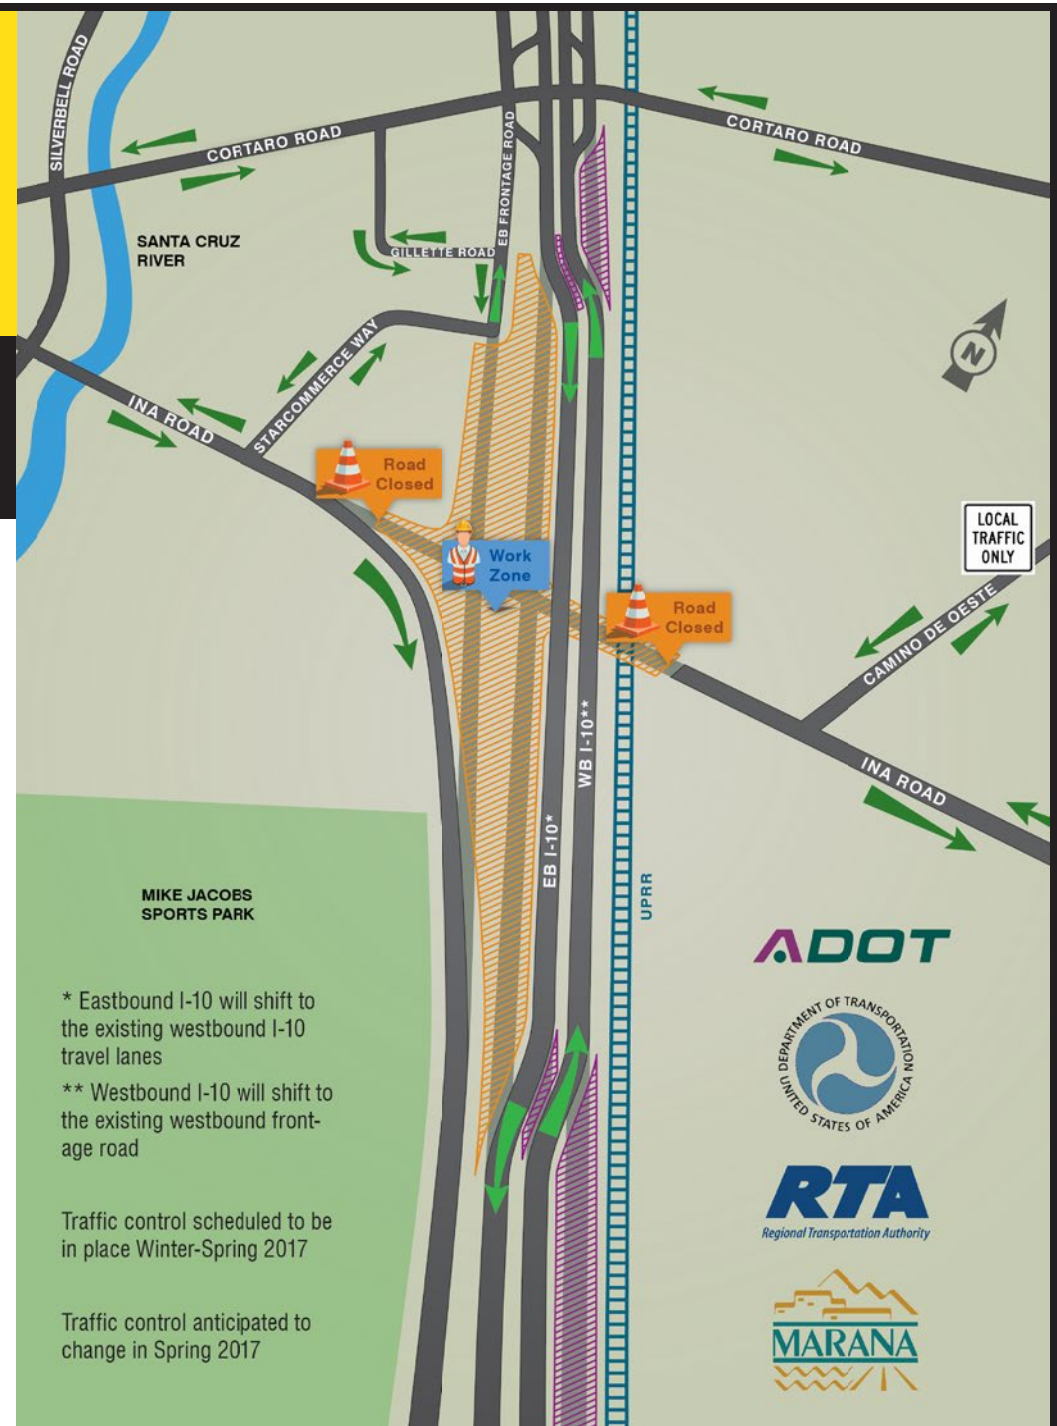 SILVERBELL ROAD
CORTARO ROAD
EB FRONTAGE ROAD
CORTARO ROAD
SANTA CRUZ
RIVER
GILLETTE ROAD
N
STARCOMMERCE WAY
INA ROAD
Road
Closed
LOCAL
TRAFFIC
ONLY
Work
Zone
Road
Closed
CAMINO DE OESTE
WB I-10**
INA ROAD
EB I-10*
UPRR
MIKE JACOBS
SPORTS PARK
ADOT
* Eastbound I-10 will shift to
the existing westbound I-10
travel lanes
** Westbound I-10 will shift to
the existing westbound front-
age road
DEPARTMENT OF TRANSPORTATION
UNITED STATES OF AMERICA
RTA
Regional Transportation Authority
Traffic control scheduled to be
in place Winter-Spring 2017
Traffic control anticipated to
change in Spring 2017
MARANA